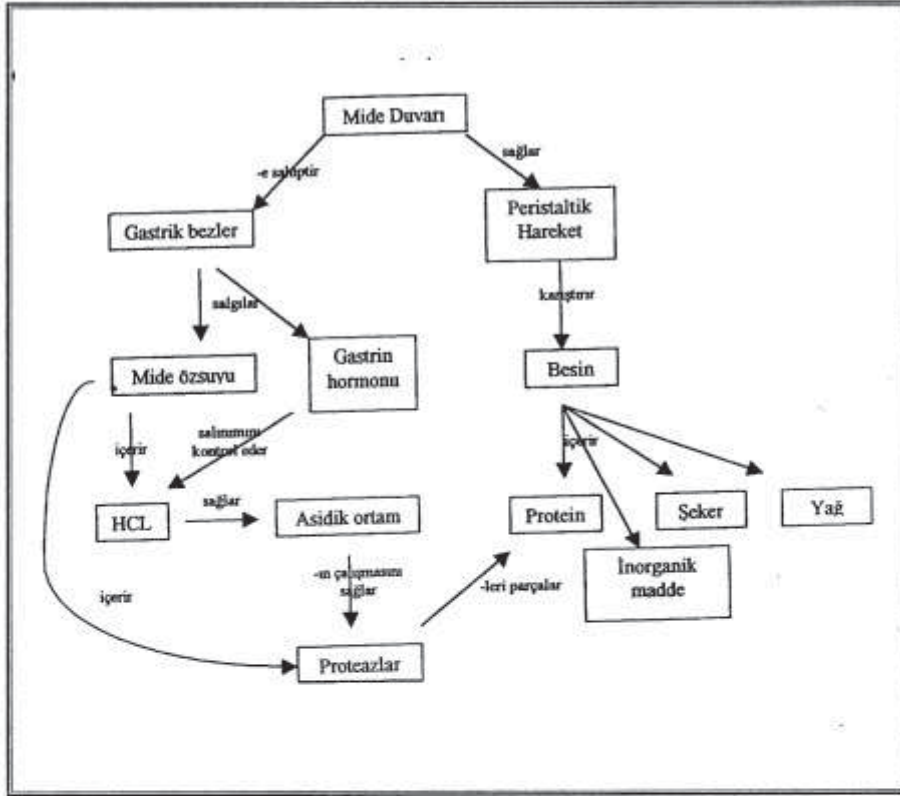 Mide Duvarı
-e sahiptir
sağlar
Gastrik bezler
Peristaltik
Hareket
salgılar
karıştırır
Mide özsuyu
Gastrin
hormonu
Besin
içerir
salınımını
kontrol eder
içerir
HCL
sağlar
Asidik ortam
Protein
Şeker
Yağ
İnorganik
madde
-ın çalışmasını
sağlar
-leri parçalar
içerir
Proteazlar